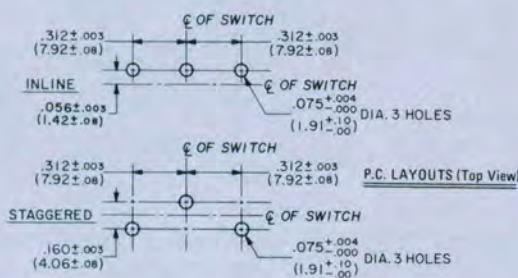 ℄ OF SWITCH
.312±.003 .312±.003
(7.92±.08) (7.92±.08)
INLINE
℄ OF SWITCH
.056±.003 .075+.004 -.000 DIA. 3 HOLES
(1.42±.08) (1.91+.10 -.00)
℄ OF SWITCH
.312±.003 .312±.003
(7.92±.08) (7.92±.08)
P.C. LAYOUTS (Top View)
STAGGERED
℄ OF SWITCH
.160±.003 .075+.004 -.000 DIA. 3 HOLES
(4.06±.08) (1.91+.10 -.00)